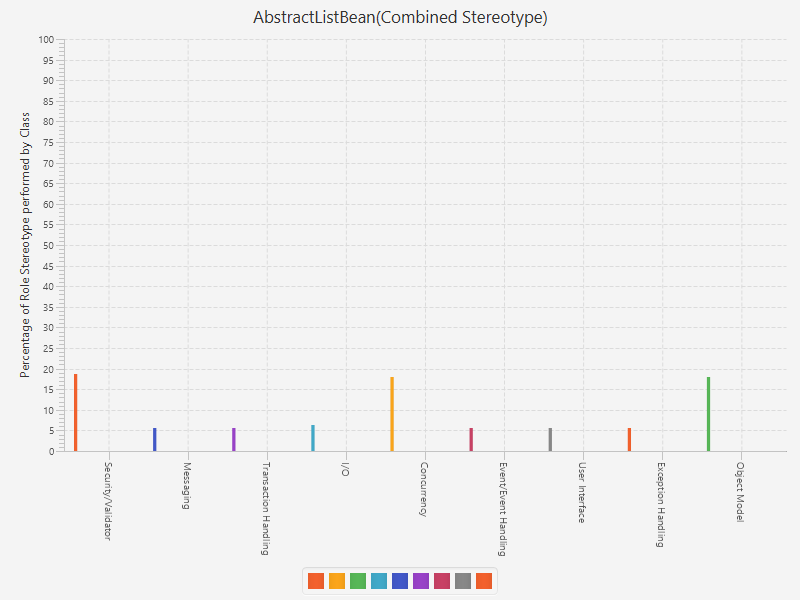 AbstractListBean(Combined Stereotype)
Percentage of Role Stereotype performed by Class
100
95
90
85
80
75
70
65
60
55
50
45
40
35
30
25
20
15
10
5
0
Security/Validator
Messaging
Transaction Handling
I/O
Concurrency
Event/Event Handling
User Interface
Exception Handling
Object Model